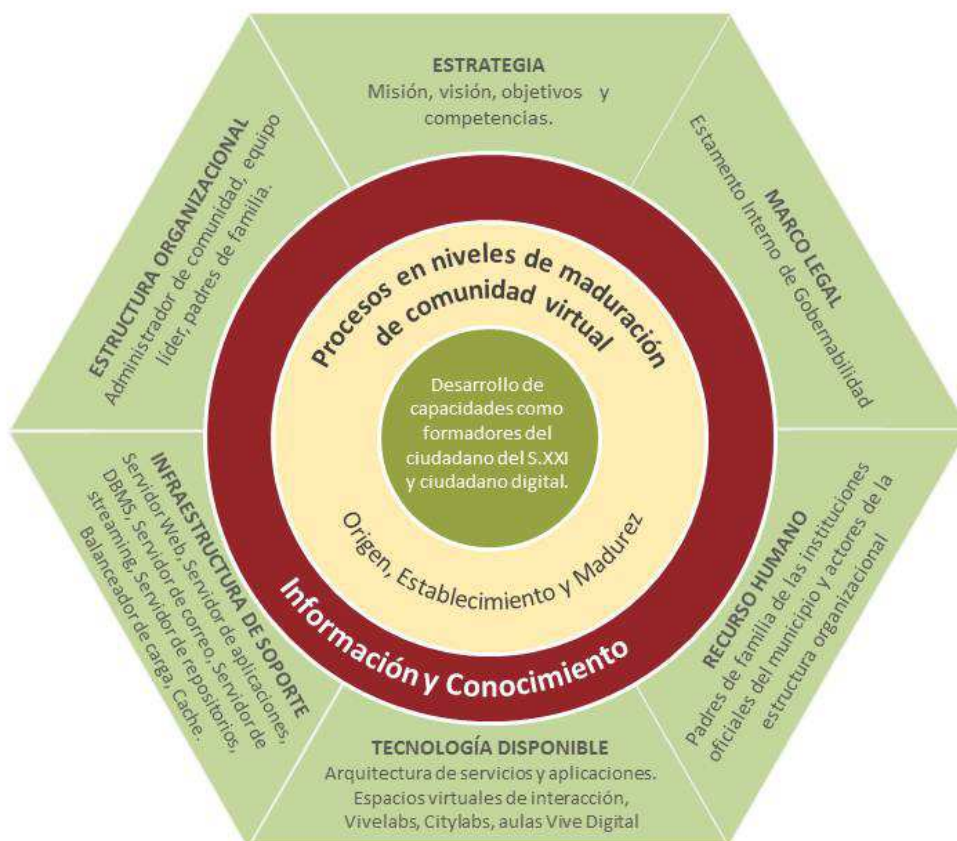 ESTRATEGIA
Misión, visión, objetivos y
competencias.
MARCO LEGAL
Estamento Interno de Gobernabilidad
RECURSO HUMANO
Padres de familia de las instituciones
oficiales del municipio y actores de la
estructura organizacional
TECNOLOGÍA DISPONIBLE
Arquitectura de servicios y aplicaciones.
Espacios virtuales de interacción,
Vivelabs, Citylabs, aulas Vive Digital
INFRAESTRUCTURA DE SOPORTE
Servidor Web, Servidor de aplicaciones,
DBMS, Servidor de correo, Servidor de
streaming, Servidor de repositorios,
Balanceador de carga, Cache.
ESTRUCTURA ORGANIZACIONAL
Administrador de comunidad, equipo
líder, padres de familia.
Procesos en niveles de maduración
de comunidad virtual
Desarrollo de
capacidades como
formadores del
ciudadano del S.XXI
y ciudadano digital.
Origen, Establecimiento y Madurez
Información y Conocimiento